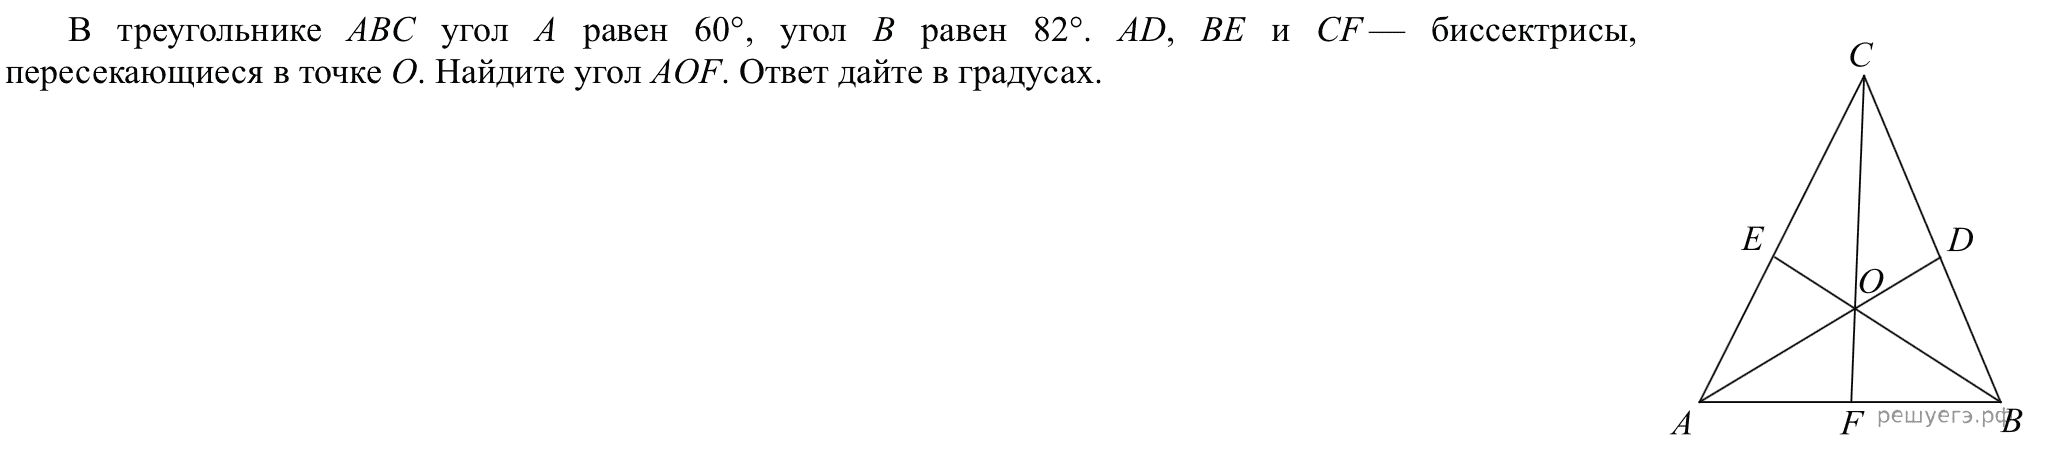 В треугольнике ABC угол A равен 60°, угол B равен 82°. AD, BE и CF — биссектрисы,
пересекающиеся в точке O. Найдите угол AOF. Ответ дайте в градусах.
C
E
D
O
A
F
решуегэ.рф
B